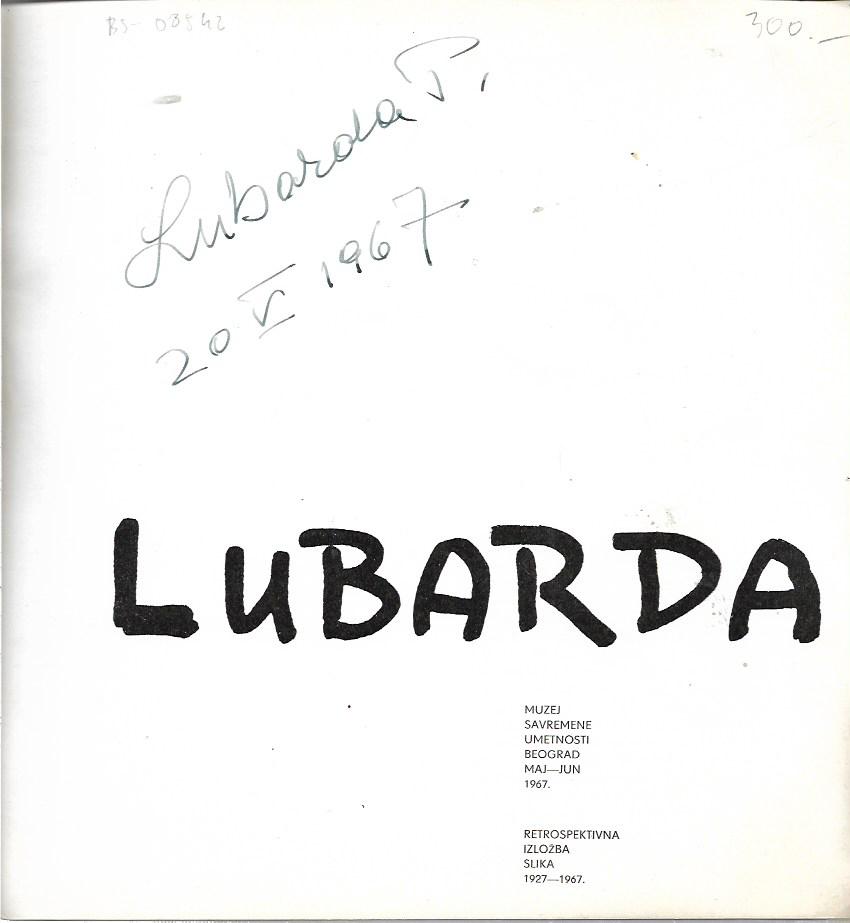 BS- 08542
300.—
Lubarda P.
20 V 1967
LUBARDA
MUZEJ
SAVREMENE
UMETNOSTI
BEOGRAD
MAJ—JUN
1967.
RETROSPEKTIVNA
IZLOŽBA
SLIKA
1927—1967.